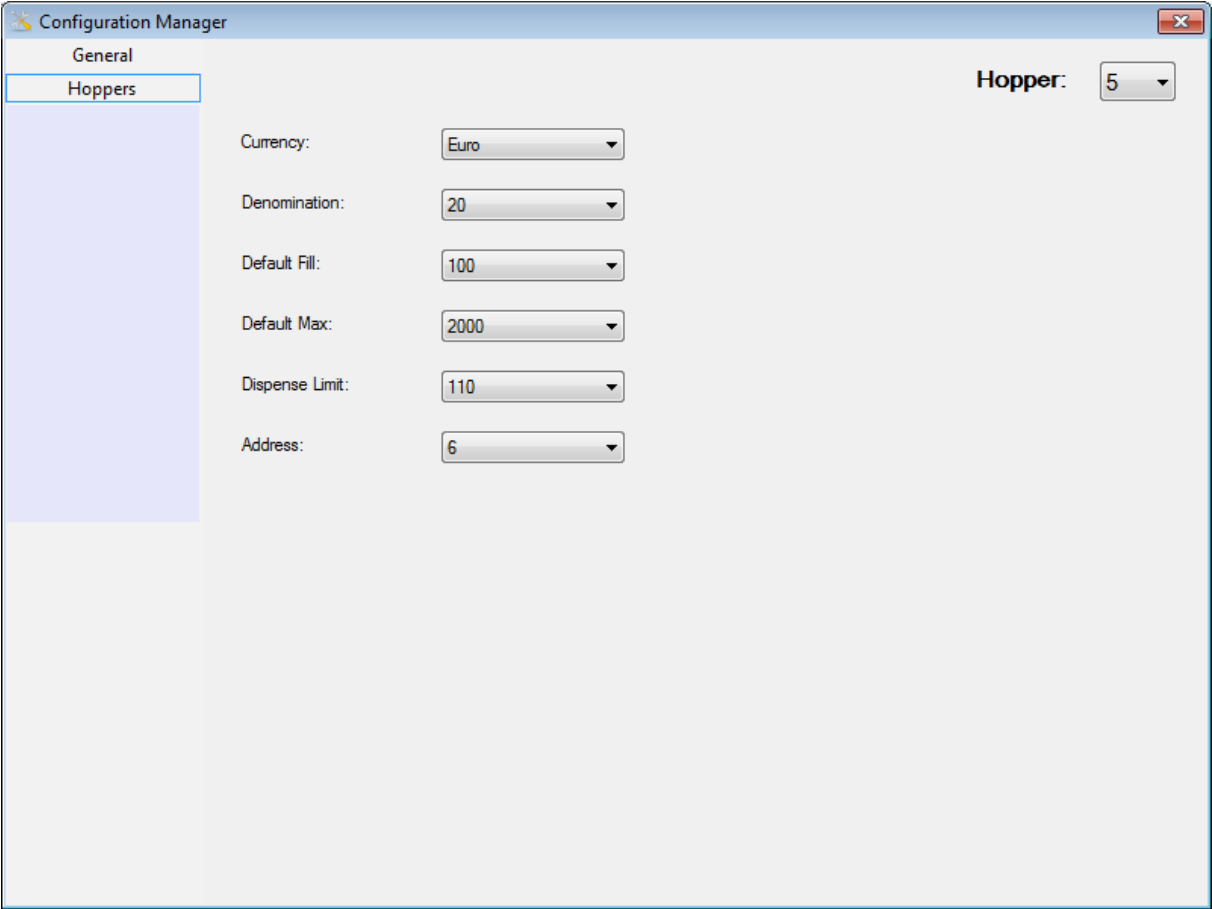 Configuration Manager
General
Hoppers
Hopper: 5
Currency: Euro
Denomination: 20
Default Fill: 100
Default Max: 2000
Dispense Limit: 110
Address: 6